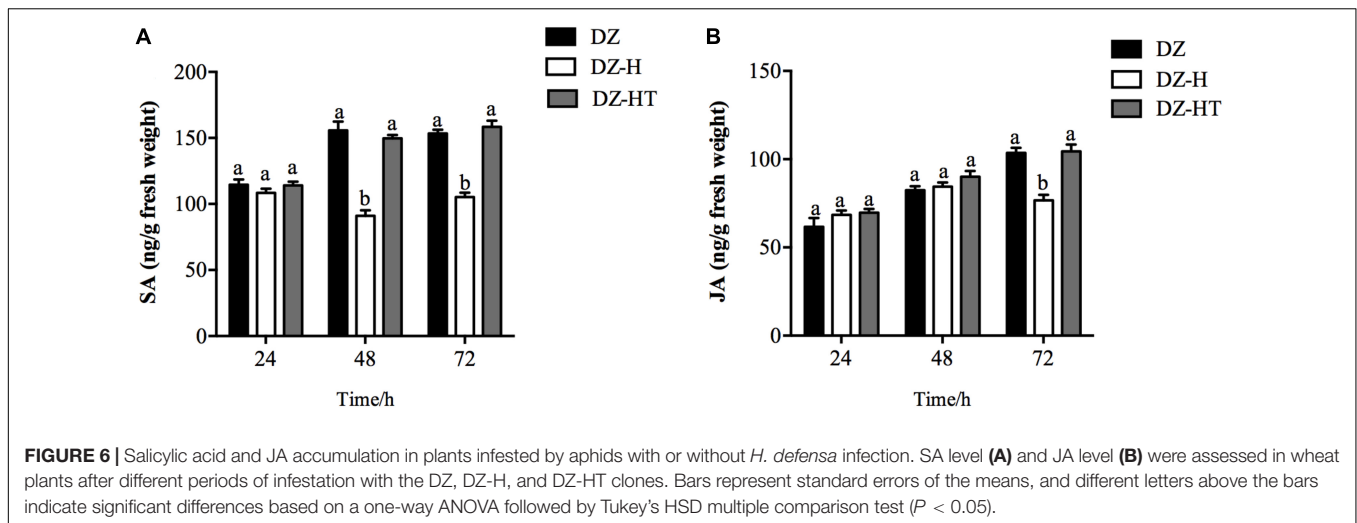 A
DZ
DZ-H
DZ-HT
200
150
100
50
0
SA (ng/g fresh weight)
a a a
a b a
a b a
24 48 72
Time/h
B
DZ
DZ-H
DZ-HT
150
100
50
0
JA (ng/g fresh weight)
a a a
a a a
a b a
24 48 72
Time/h
FIGURE 6 | Salicylic acid and JA accumulation in plants infested by aphids with or without H. defensa infection. SA level (A) and JA level (B) were assessed in wheat
plants after different periods of infestation with the DZ, DZ-H, and DZ-HT clones. Bars represent standard errors of the means, and different letters above the bars
indicate significant differences based on a one-way ANOVA followed by Tukey's HSD multiple comparison test (P < 0.05).